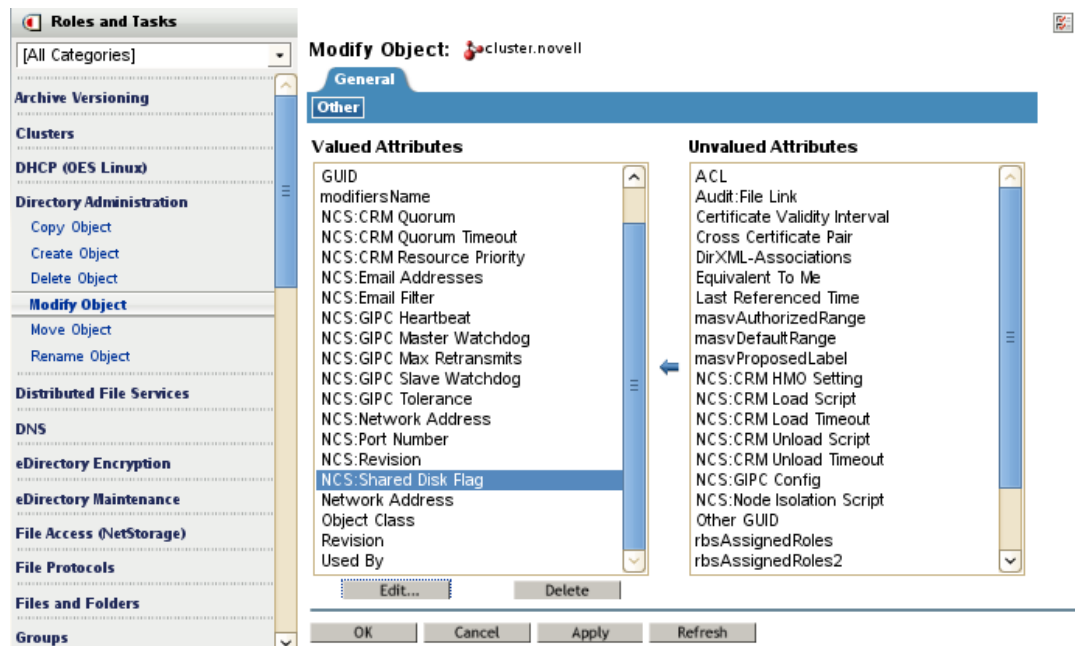 Roles and Tasks
[All Categories]
Archive Versioning
Clusters
DHCP (OES Linux)
Directory Administration
Copy Object
Create Object
Delete Object
Modify Object
Move Object
Rename Object
Distributed File Services
DNS
eDirectory Encryption
eDirectory Maintenance
File Access (NetStorage)
File Protocols
Files and Folders
Groups
Modify Object: cluster.novell
General
Other
Valued Attributes
GUID
modifiersName
NCS:CRM Quorum
NCS:CRM Quorum Timeout
NCS:CRM Resource Priority
NCS:Email Addresses
NCS:Email Filter
NCS:GIPC Heartbeat
NCS:GIPC Master Watchdog
NCS:GIPC Max Retransmits
NCS:GIPC Slave Watchdog
NCS:GIPC Tolerance
NCS:Network Address
NCS:Port Number
NCS:Revision
NCS:Shared Disk Flag
Network Address
Object Class
Revision
Used By
Edit...
Delete
Unvalued Attributes
ACL
Audit:File Link
Certificate Validity Interval
Cross Certificate Pair
DirXML-Associations
Equivalent To Me
Last Referenced Time
masvAuthorizedRange
masvDefaultRange
masvProposedLabel
NCS:CRM HMO Setting
NCS:CRM Load Script
NCS:CRM Load Timeout
NCS:CRM Unload Script
NCS:CRM Unload Timeout
NCS:GIPC Config
NCS:Node Isolation Script
Other GUID
rbsAssignedRoles
rbsAssignedRoles2
OK
Cancel
Apply
Refresh